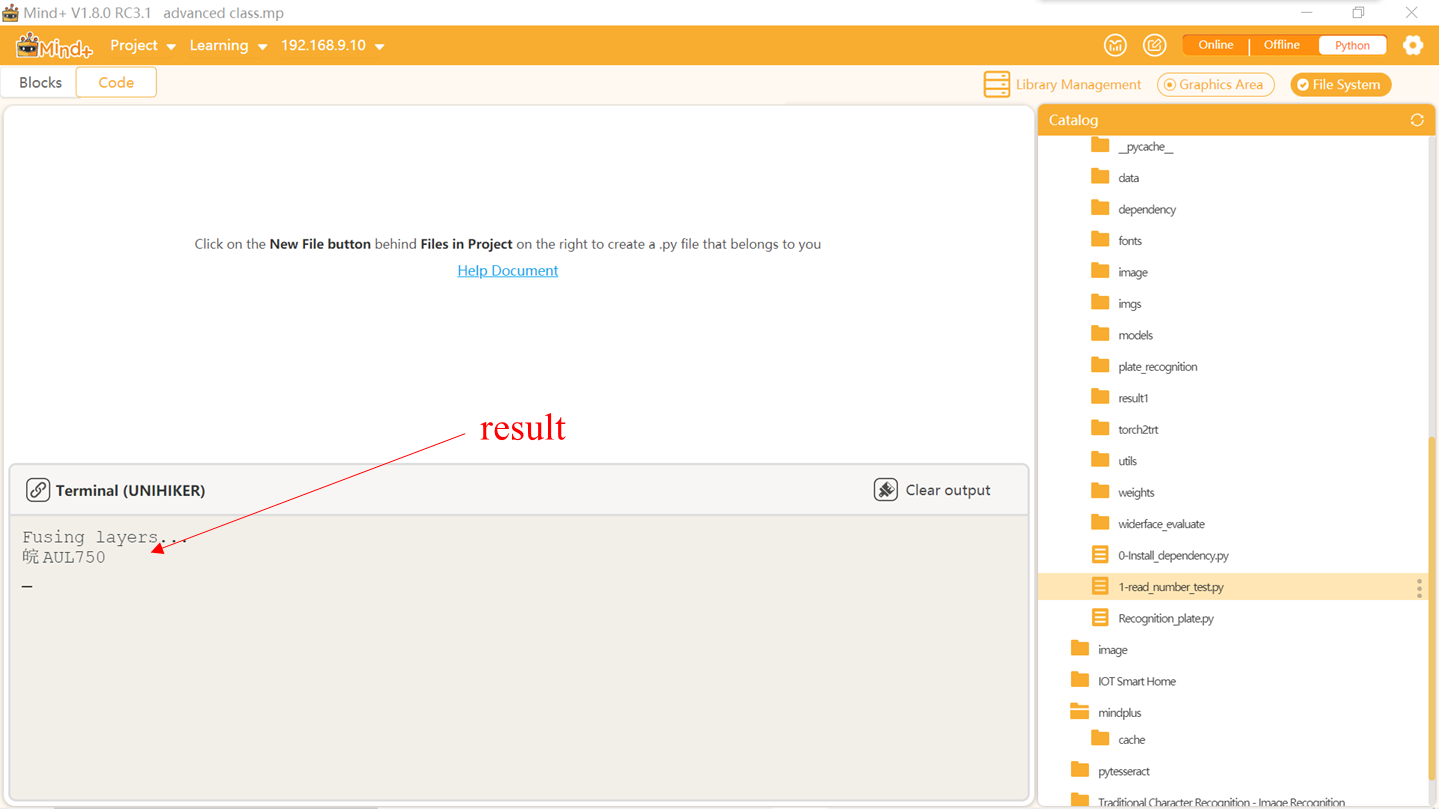 Mind+ V1.8.0 RC3.1 advanced class.mp
Mind+ Project Learning 192.168.9.10 Online Offline Python
Blocks Code Library Management Graphics Area File System
Catalog
__pycache__
data
dependency
fonts
image
imgs
models
plate_recognition
result1
torch2trt
utils
weights
widerface_evaluate
0-Install_dependency.py
1-read_number_test.py
Recognition_plate.py
image
IOT Smart Home
mindplus
cache
pytesseract
Traditional Character Recognition - Image Recognition
Click on the New File button behind Files in Project on the right to create a .py file that belongs to you
Help Document
result
Terminal (UNIHIKER) Clear output
Fusing layers...
皖AUL750